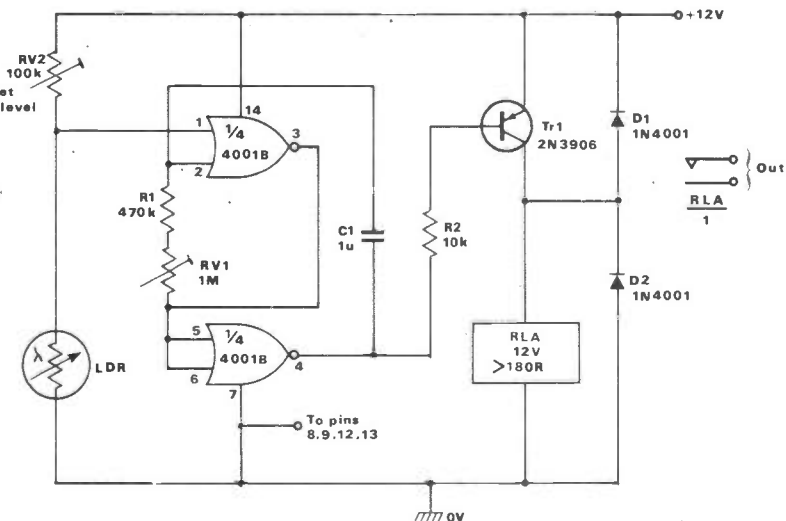 +12V
RV2
100k
et
level
1
14
1/4
4001B
3
2
R1
470k
RV1
1M
C1
1u
R2
10k
Tr1
2N3906
D1
1N4001
Out
RLA
1
D2
1N4001
5
1/4
4001B
4
6
7
λ
LDR
RLA
12V
>180R
To pins
8.9.12.13
0V